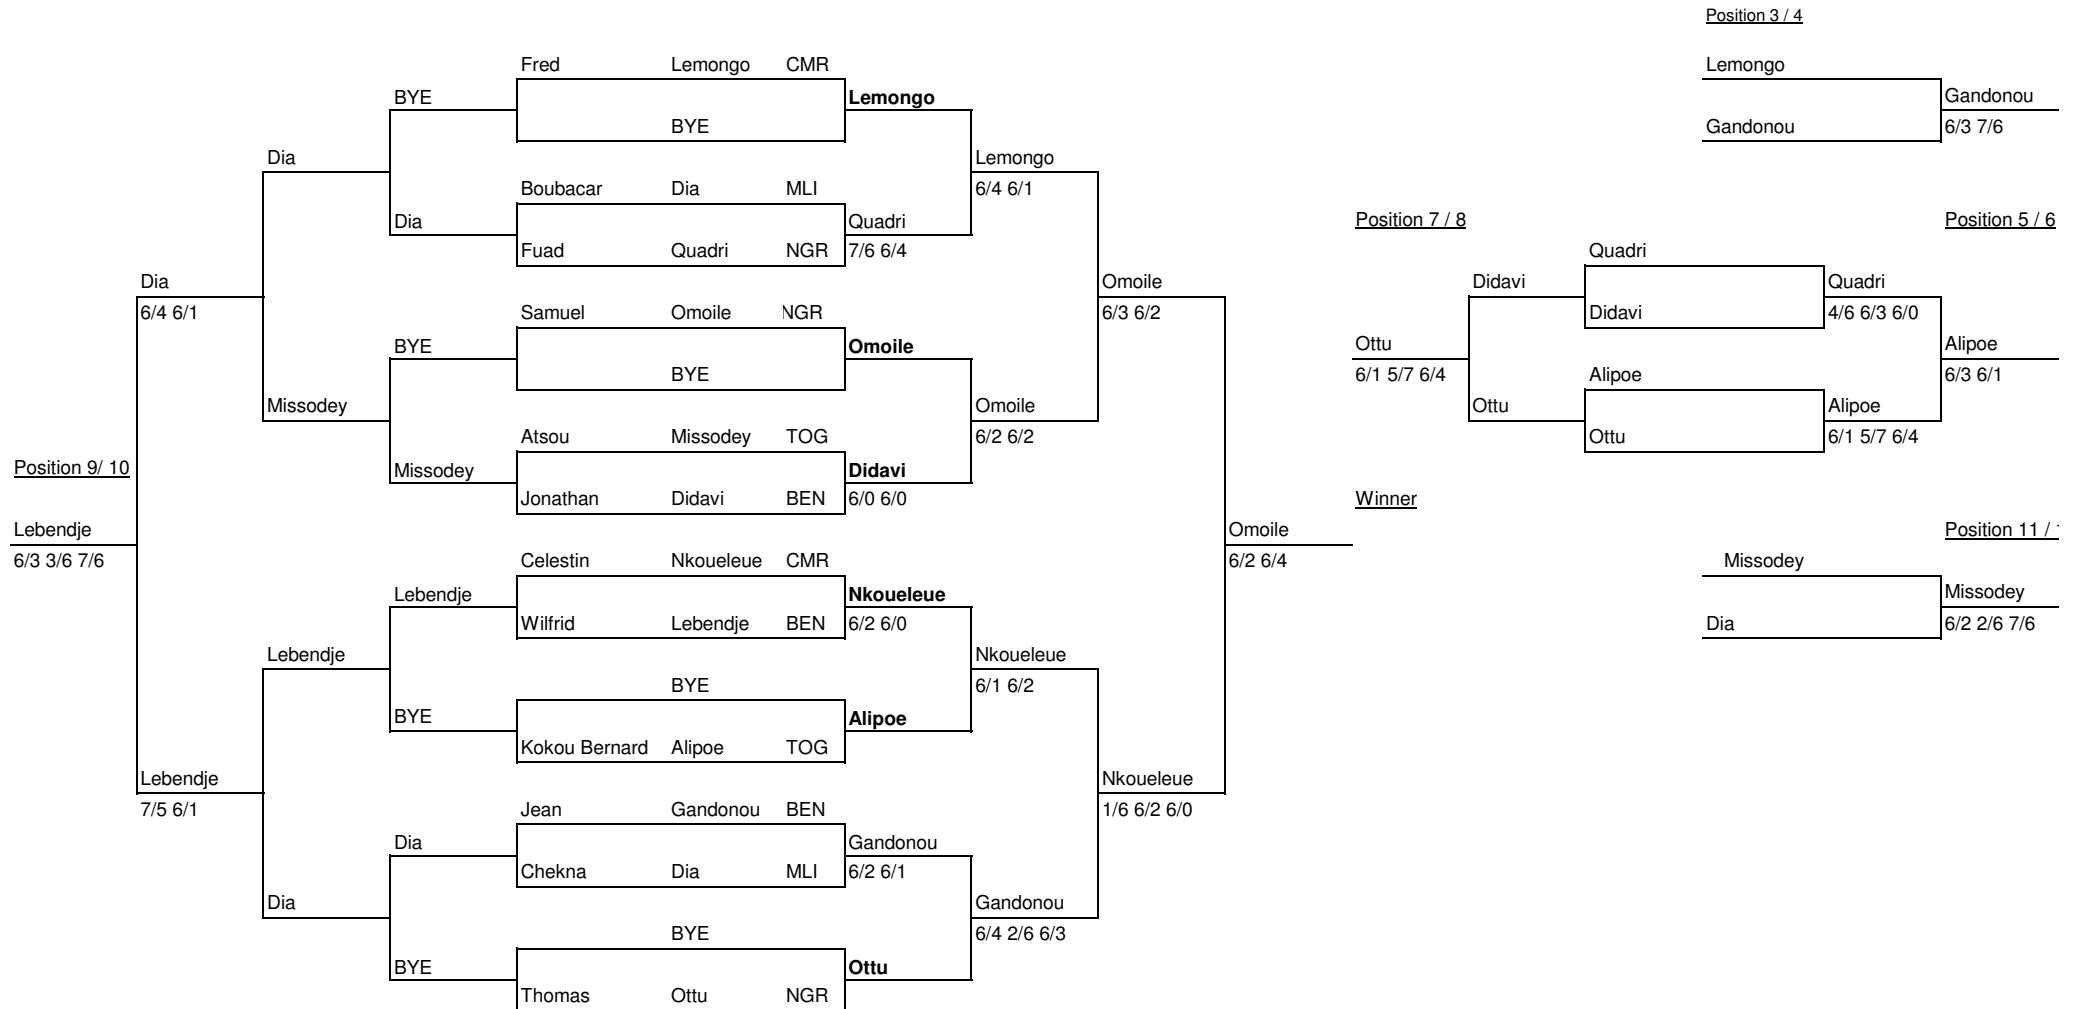 Position 3 / 4
Fred Lemongo CMR
Lemongo
BYE
Lemongo
Gandonou
BYE
Gandonou
6/3 7/6
Dia
Lemongo
Boubacar Dia MLI
6/4 6/1
Dia
Quadri
Position 7 / 8
Position 5 / 6
Fuad Quadri NGR
7/6 6/4
Quadri
Dia
Omoile
Didavi
Quadri
6/4 6/1
Samuel Omoile NGR
6/3 6/2
Didavi
4/6 6/3 6/0
BYE
Omoile
Ottu
Alipoe
BYE
6/1 5/7 6/4
Alipoe
6/3 6/1
Missodey
Omoile
Ottu
Alipoe
Atsou Missodey TOG
6/2 6/2
Ottu
6/1 5/7 6/4
Position 9/ 10
Missodey
Didavi
Jonathan Didavi BEN
6/0 6/0
Winner
Lebendje
Omoile
Position 11 /
6/3 3/6 7/6
Celestin Nkoueleue CMR
6/2 6/4
Missodey
Lebendje
Nkoueleue
Missodey
Wilfrid Lebendje BEN
6/2 6/0
Dia
6/2 2/6 7/6
Lebendje
Nkoueleue
BYE
6/1 6/2
BYE
Alipoe
Kokou Bernard Alipoe TOG
Lebendje
Nkoueleue
7/5 6/1
Jean Gandonou BEN
1/6 6/2 6/0
Dia
Gandonou
Chekna Dia MLI
6/2 6/1
Dia
Gandonou
BYE
6/4 2/6 6/3
BYE
Ottu
Thomas Ottu NGR